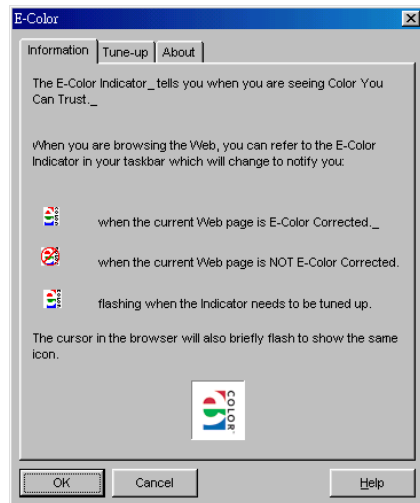 E-Color
Information Tune-up About
The E-Color Indicator_ tells you when you are seeing Color You
Can Trust._
When you are browsing the Web, you can refer to the E-Color
Indicator in your taskbar which will change to notify you:
when the current Web page is E-Color Corrected._
when the current Web page is NOT E-Color Corrected.
flashing when the Indicator needs to be tuned up.
The cursor in the browser will also briefly flash to show the same
icon.
COLOR
OK Cancel Help